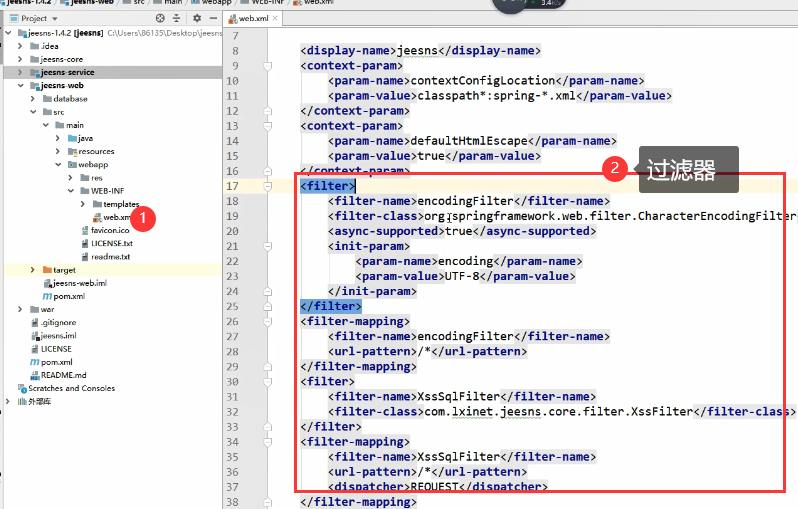 jeesns-1.4.2
jeesns-web
src
main
webapp
WEB-INF
web.xml
3.4K/s
Project
web.xml
jeesns-1.4.2 [jeesns] C:\Users\86135\Desktop\jeesns
.idea
jeesns-core
jeesns-service
jeesns-web
database
src
main
java
resources
webapp
res
WEB-INF
templates
web.xm
1
favicon.ico
LICENSE.txt
readme.txt
target
jeesns-web.iml
pom.xml
war
.gitignore
jeesns.iml
LICENSE
pom.xml
README.md
Scratches and Consoles
外部库
7
8 <display-name>jeesns</display-name>
9 <context-param>
10 <param-name>contextConfigLocation</param-name>
11 <param-value>classpath*:spring-*.xml</param-value>
12 </context-param>
13 <context-param>
14 <param-name>defaultHtmlEscape</param-name>
15 <param-value>true</param-value>
16 </context-param>
2 过滤器
17 <filter>
18 <filter-name>encodingFilter</filter-name>
19 <filter-class>org.springframework.web.filter.CharacterEncodingFilter
20 <async-supported>true</async-supported>
21 <init-param>
22 <param-name>encoding</param-name>
23 <param-value>UTF-8</param-value>
24 </init-param>
25 </filter>
26 <filter-mapping>
27 <filter-name>encodingFilter</filter-name>
28 <url-pattern>/*</url-pattern>
29 </filter-mapping>
30 <filter>
31 <filter-name>XssSqlFilter</filter-name>
32 <filter-class>com.lxinet.jeesns.core.filter.XssFilter</filter-class>
33 </filter>
34 <filter-mapping>
35 <filter-name>XssSqlFilter</filter-name>
36 <url-pattern>/*</url-pattern>
37 <dispatcher>REQUEST</dispatcher>
38 </filter-mapping>